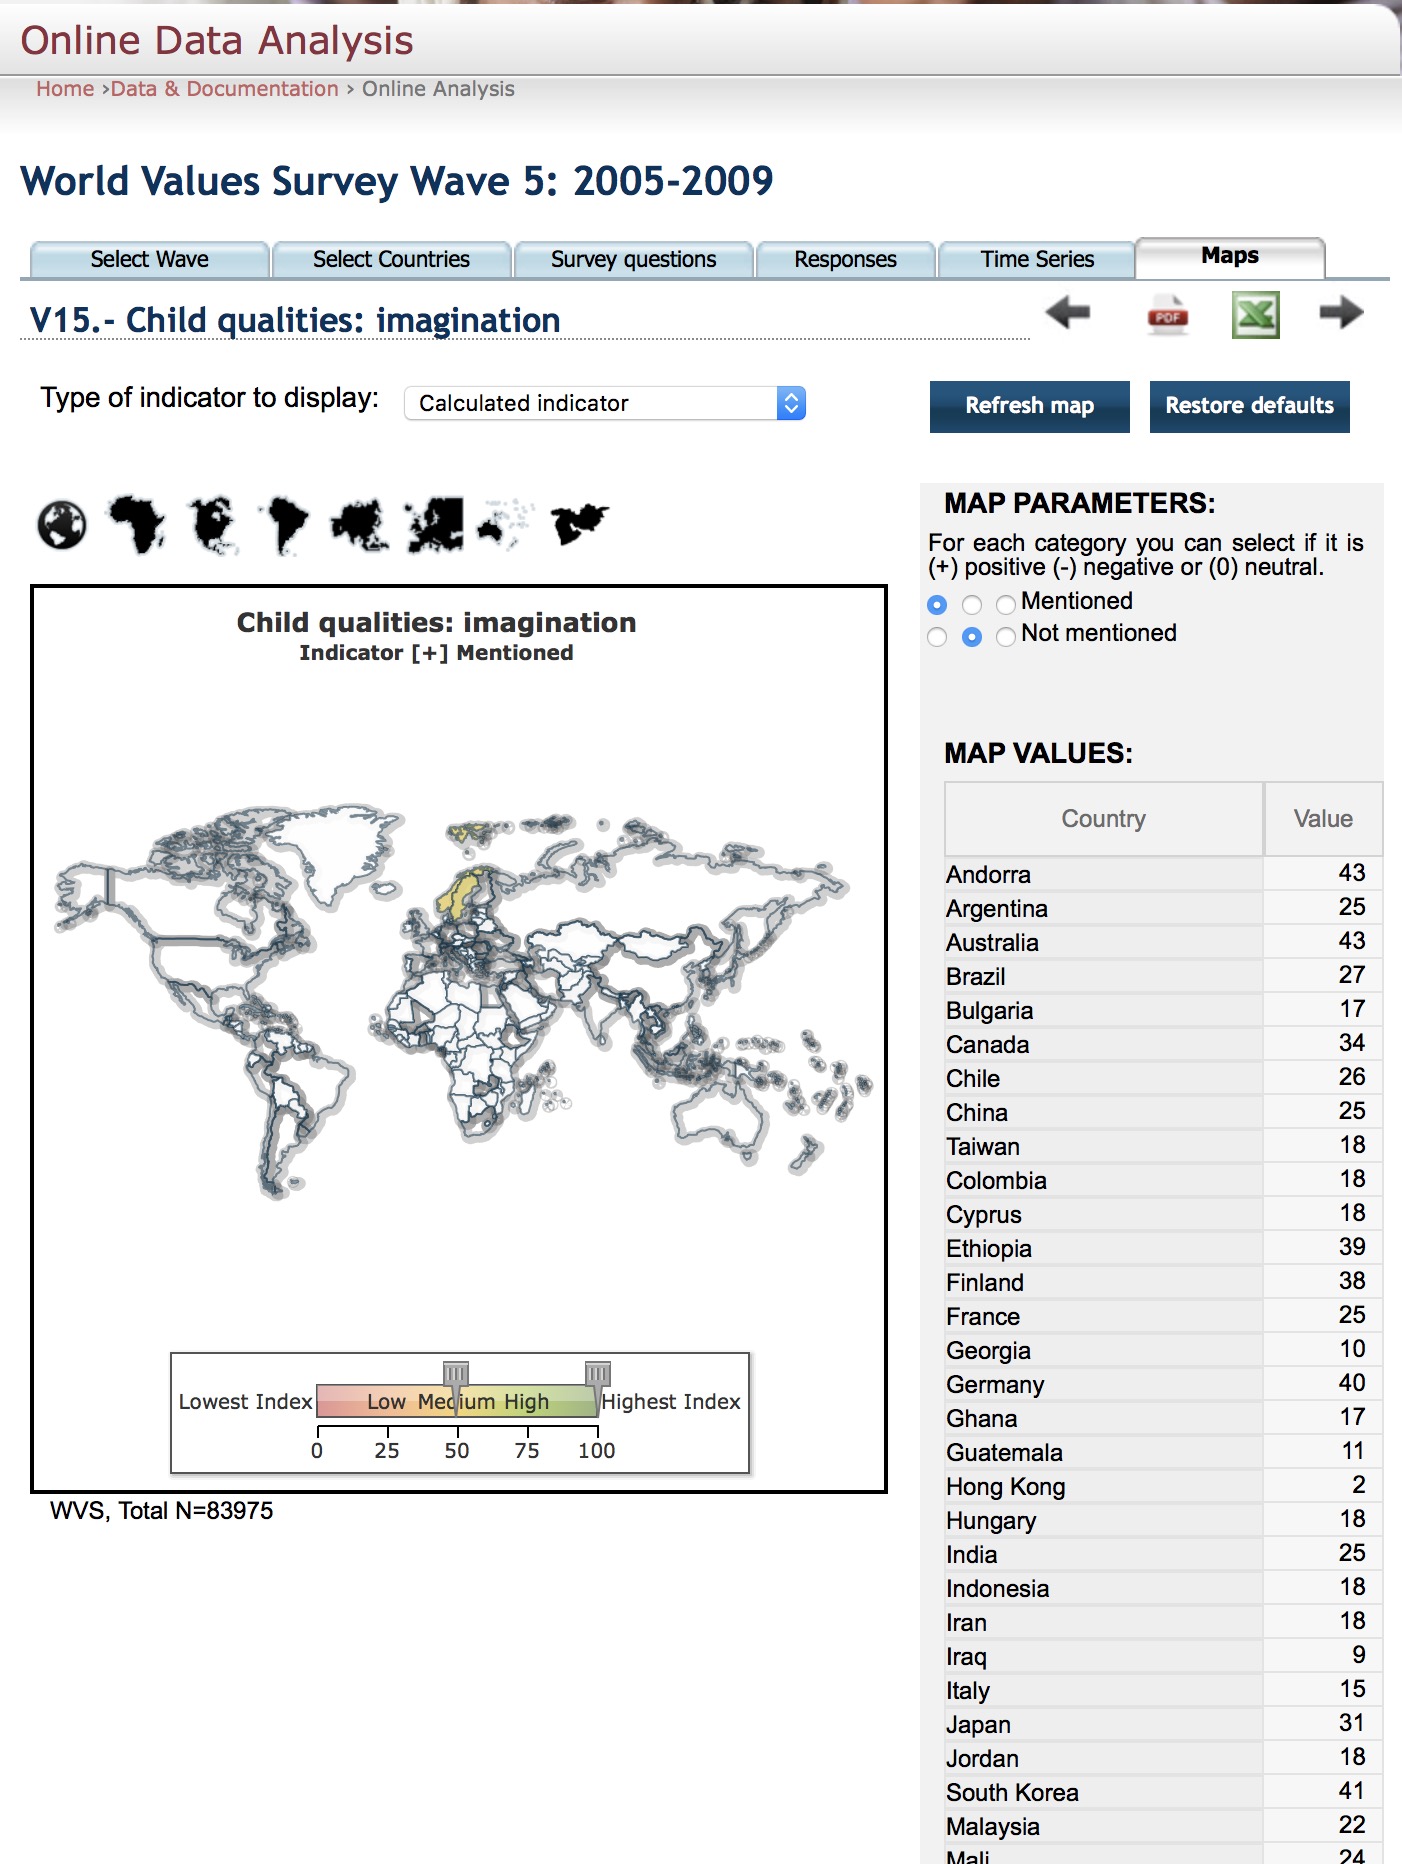 Online Data Analysis
Home ›Data & Documentation › Online Analysis
World Values Survey Wave 5: 2005-2009
Select Wave Select Countries Survey questions Responses Time Series Maps
V15.- Child qualities: imagination
PDF
Type of indicator to display: Calculated indicator Refresh map Restore defaults
Child qualities: imagination
Indicator [+] Mentioned
Lowest Index Low Medium High Highest Index
0 25 50 75 100
WVS, Total N=83975
MAP PARAMETERS:
For each category you can select if it is
(+) positive (-) negative or (0) neutral.
Mentioned
Not mentioned
MAP VALUES:
Country Value
Andorra 43
Argentina 25
Australia 43
Brazil 27
Bulgaria 17
Canada 34
Chile 26
China 25
Taiwan 18
Colombia 18
Cyprus 18
Ethiopia 39
Finland 38
France 25
Georgia 10
Germany 40
Ghana 17
Guatemala 11
Hong Kong 2
Hungary 18
India 25
Indonesia 18
Iran 18
Iraq 9
Italy 15
Japan 31
Jordan 18
South Korea 41
Malaysia 22
Mali 24